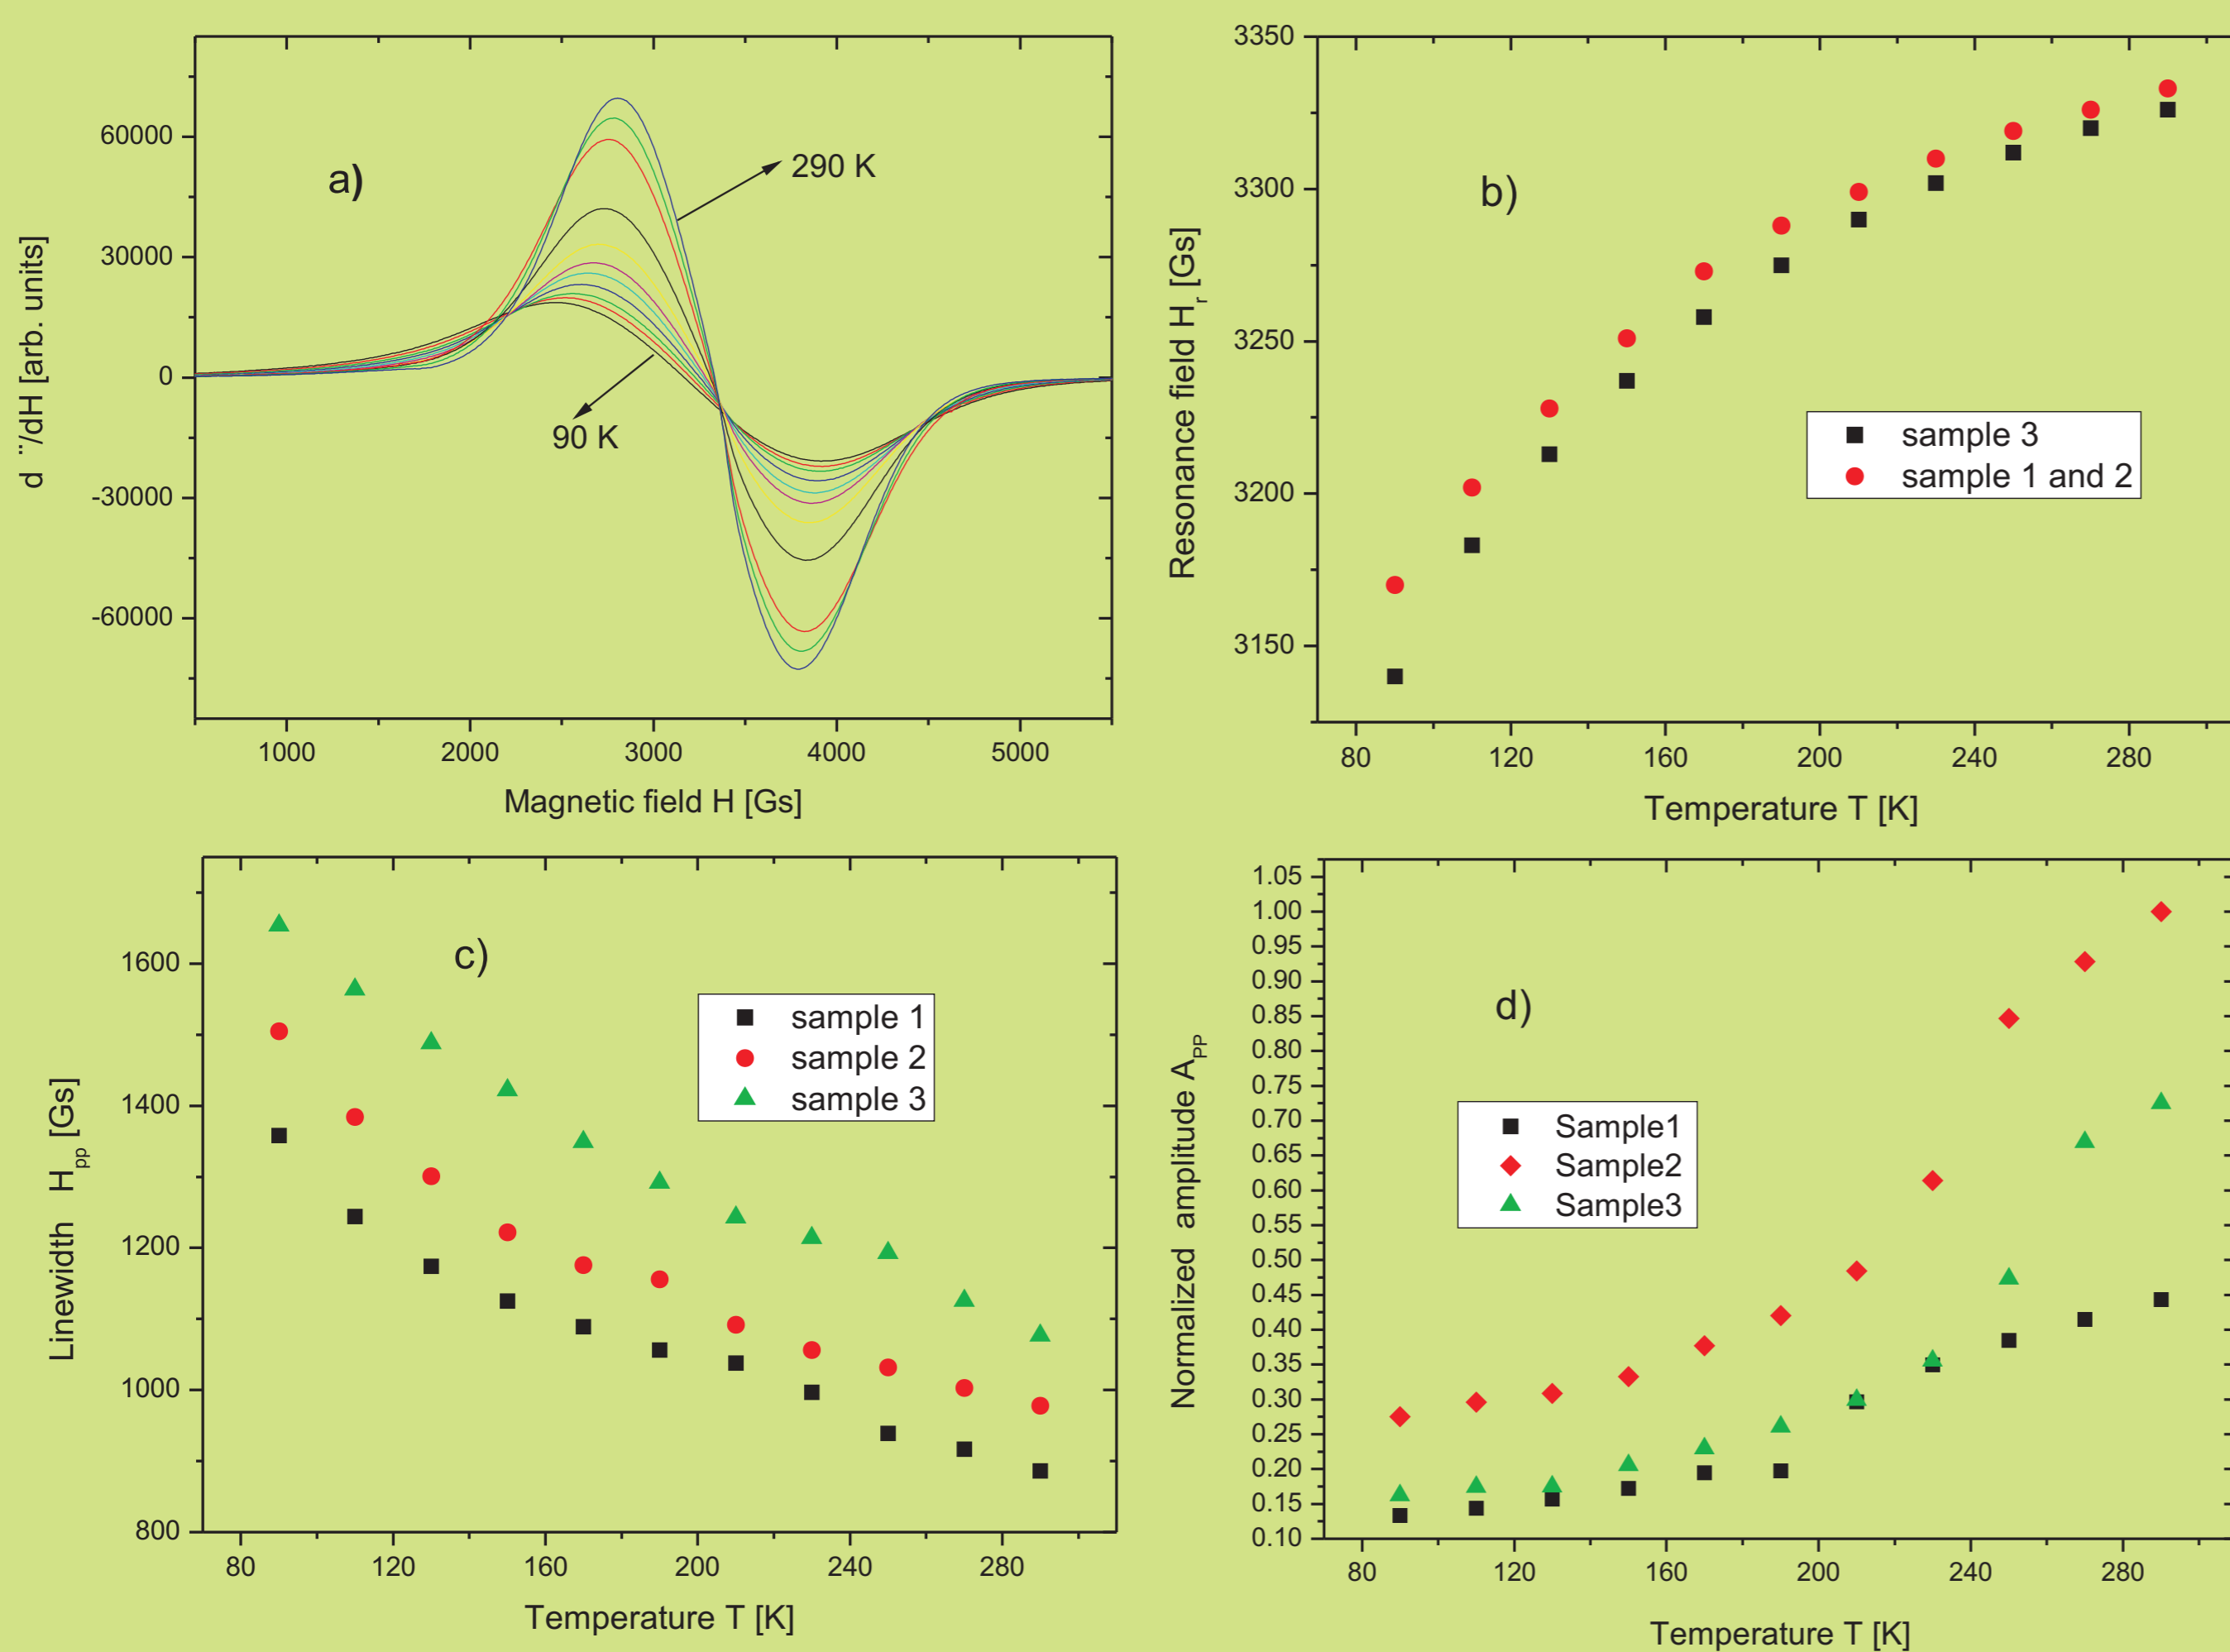 a)
290 K
90 K
60000
30000
0
-30000
-60000
1000 2000 3000 4000 5000
Magnetic field H [Gs]
d ¨/dH [arb. units]
b)
3350
3300
3250
3200
3150
80 120 160 200 240 280
Temperature T [K]
Resonance field Hr [Gs]
sample 3
sample 1 and 2
c)
1600
1400
1200
1000
800
80 120 160 200 240 280
Temperature T [K]
Linewidth Hpp [Gs]
sample 1
sample 2
sample 3
d)
1.05
1.00
0.95
0.90
0.85
0.80
0.75
0.70
0.65
0.60
0.55
0.50
0.45
0.40
0.35
0.30
0.25
0.20
0.15
0.10
80 120 160 200 240 280
Temperature T [K]
Normalized amplitude APP
Sample1
Sample2
Sample3